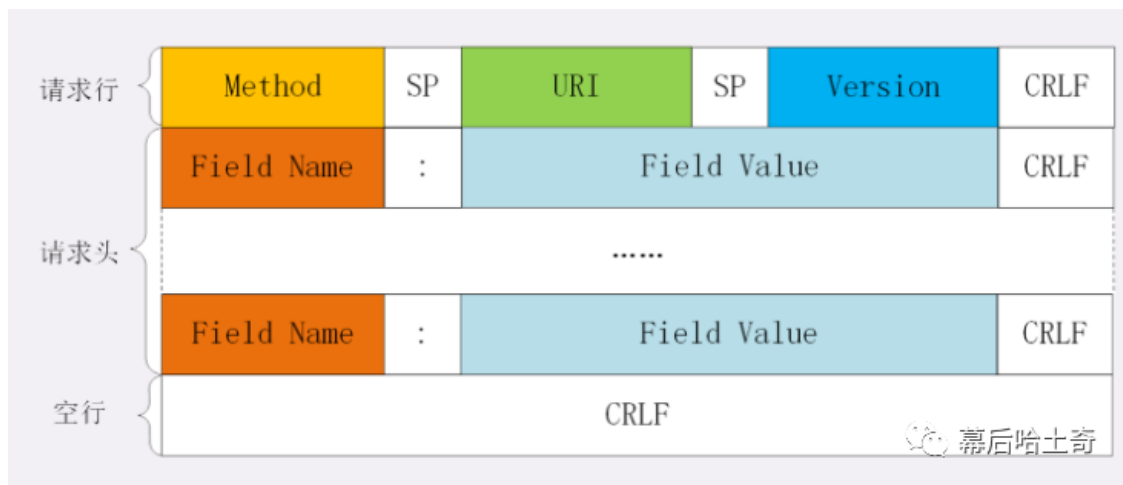 请求行 Method SP URI SP Version CRLF
Field Name : Field Value CRLF
请求头 ……
Field Name : Field Value CRLF
空行 CRLF
幕后哈土奇